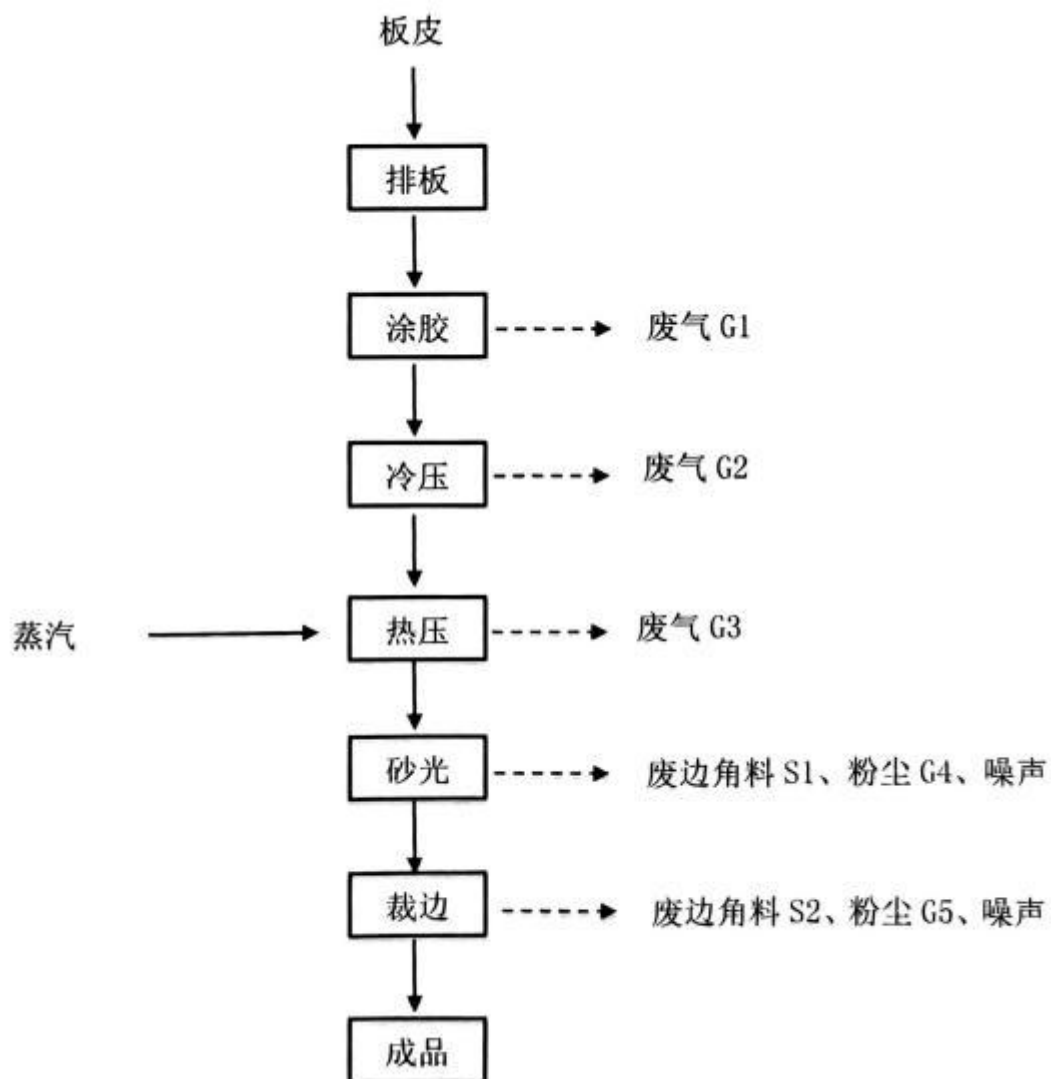 板皮
排板
涂胶 废气 G1
冷压 废气 G2
蒸汽 热压 废气 G3
砂光 废边角料 S1、粉尘 G4、噪声
裁边 废边角料 S2、粉尘 G5、噪声
成品